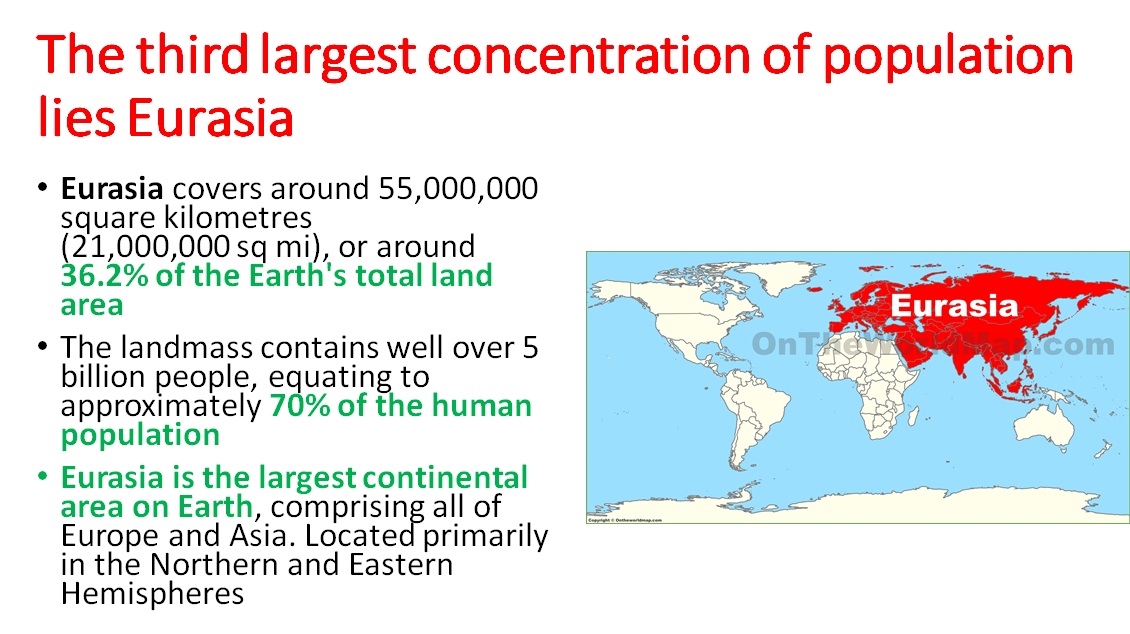 The third largest concentration of population
lies Eurasia
• Eurasia covers around 55,000,000
square kilometres
(21,000,000 sq mi), or around
36.2% of the Earth's total land
area
• The landmass contains well over 5
billion people, equating to
approximately 70% of the human
population
• Eurasia is the largest continental
area on Earth, comprising all of
Europe and Asia. Located primarily
in the Northern and Eastern
Hemispheres
Eurasia
OnTheWorldMap.com
Copyright © Ontheworldmap.com